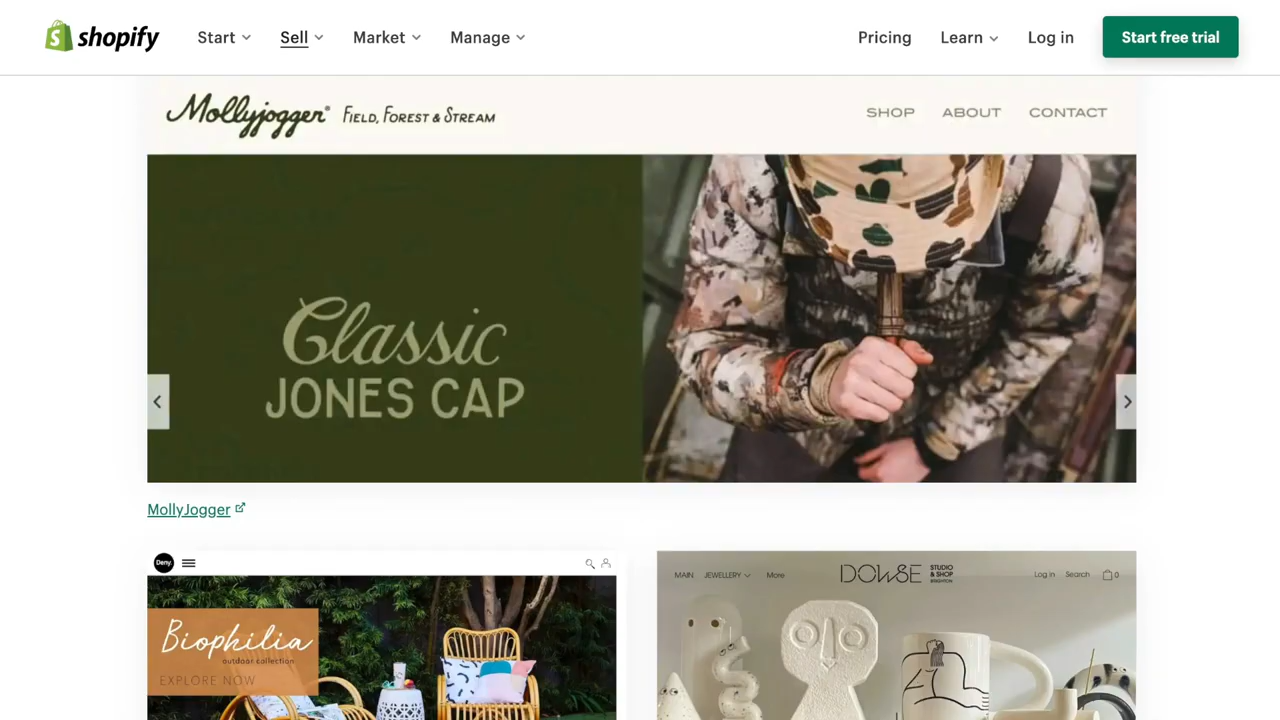 shopify Start Sell Market Manage Pricing Learn Log in Start free trial
Mollyjogger® FIELD, FOREST & STREAM SHOP ABOUT CONTACT
Classic
JONES CAP
MollyJogger
Deny.
Biophilia
outdoor collection
EXPLORE NOW
MAIN JEWELLERY More DOWSE STUDIO & SHOP BRIGHTON Log in Search 0